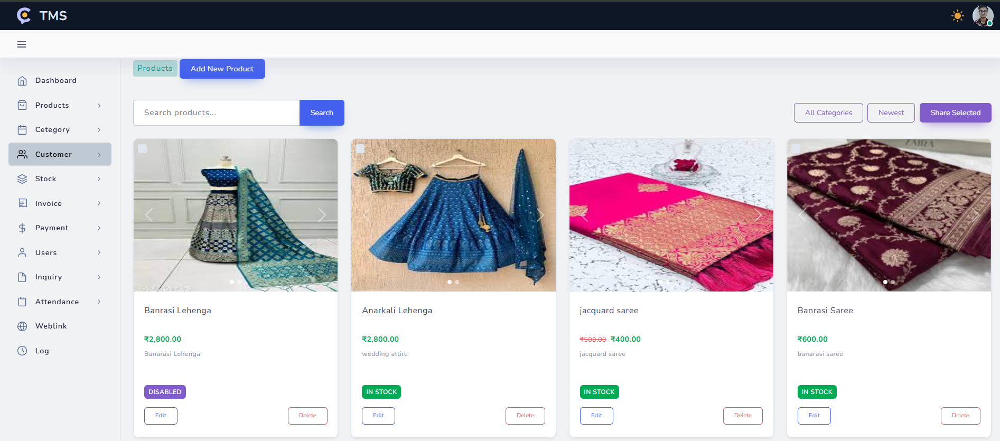 TMS
Products
Add New Product
Dashboard
Products
Cetegory
Customer
Stock
Invoice
Payment
Users
Inquiry
Attendance
Weblink
Log
Search products...
Search
All Categories
Newest
Share Selected
ZAIRA
Banrasi Lehenga
₹2,800.00
Banarasi Lehenga
DISABLED
Edit
Delete
Anarkali Lehenga
₹2,800.00
wedding attire
IN STOCK
Edit
Delete
jacquard saree
₹500.00 ₹400.00
jacquard saree
IN STOCK
Edit
Delete
Banrasi Saree
₹600.00
banarasi saree
IN STOCK
Edit
Delete